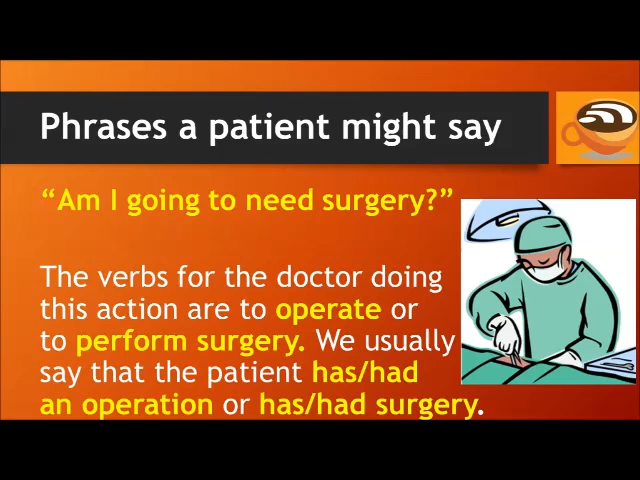 Phrases a patient might say
“Am I going to need surgery?”
The verbs for the doctor doing
this action are to operate or
to perform surgery. We usually
say that the patient has/had
an operation or has/had surgery.